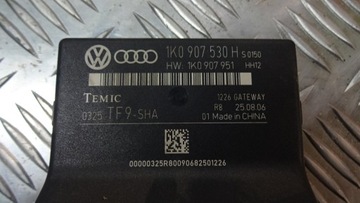 1K0 907 530 H S 0150
HW: 1K0 907 951 HH12
TEMIC
1226 GATEWAY
R8 25.08.06
0325 TF9-SHA
01 Made in CHINA
00000325R80090682501226